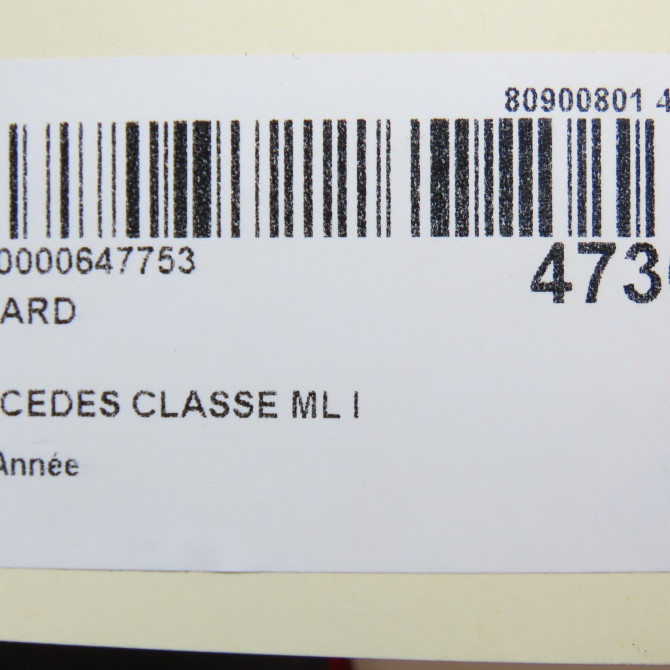 80900801 4
0000647753
473
ARD
CEDES CLASSE ML I
Année